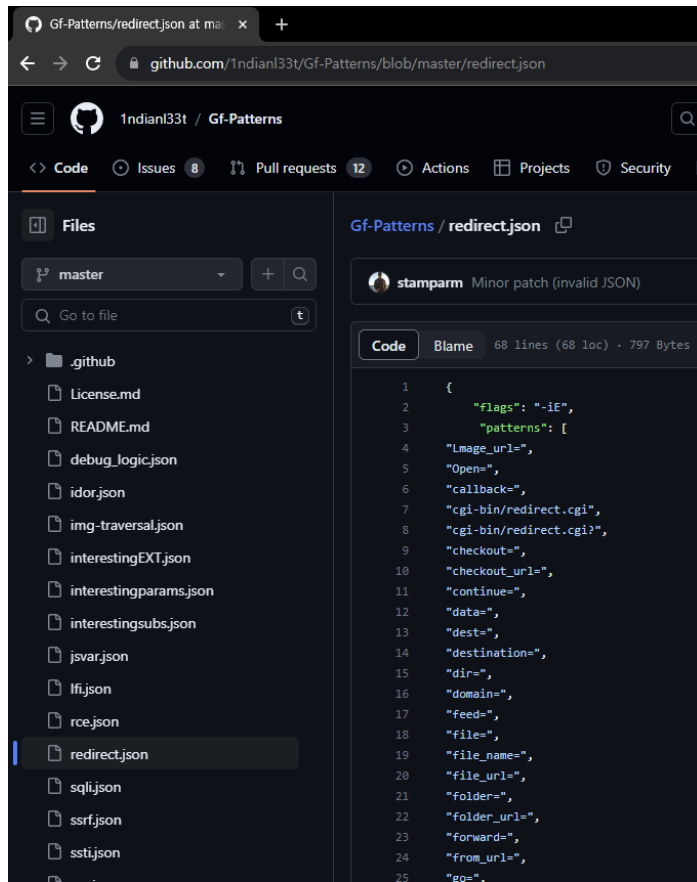 Gf-Patterns/redirect.json at mas
github.com/1ndianl33t/Gf-Patterns/blob/master/redirect.json
1ndianl33t / Gf-Patterns
Code Issues 8 Pull requests 12 Actions Projects Security
Files
master
Go to file t
.github
License.md
README.md
debug_logic.json
idor.json
img-traversal.json
interestingEXT.json
interestingparams.json
interestingsubs.json
jsvar.json
lfi.json
rce.json
redirect.json
sqli.json
ssrf.json
ssti.json
Gf-Patterns / redirect.json
stamparm Minor patch (invalid JSON)
Code Blame 68 lines (68 loc) · 797 Bytes
1 {
2 "flags": "-iE",
3 "patterns": [
4 "Lmage_url=",
5 "Open=",
6 "callback=",
7 "cgi-bin/redirect.cgi",
8 "cgi-bin/redirect.cgi?",
9 "checkout=",
10 "checkout_url=",
11 "continue=",
12 "data=",
13 "dest=",
14 "destination=",
15 "dir=",
16 "domain=",
17 "feed=",
18 "file=",
19 "file_name=",
20 "file_url=",
21 "folder=",
22 "folder_url=",
23 "forward=",
24 "from_url=",
25 "go=",